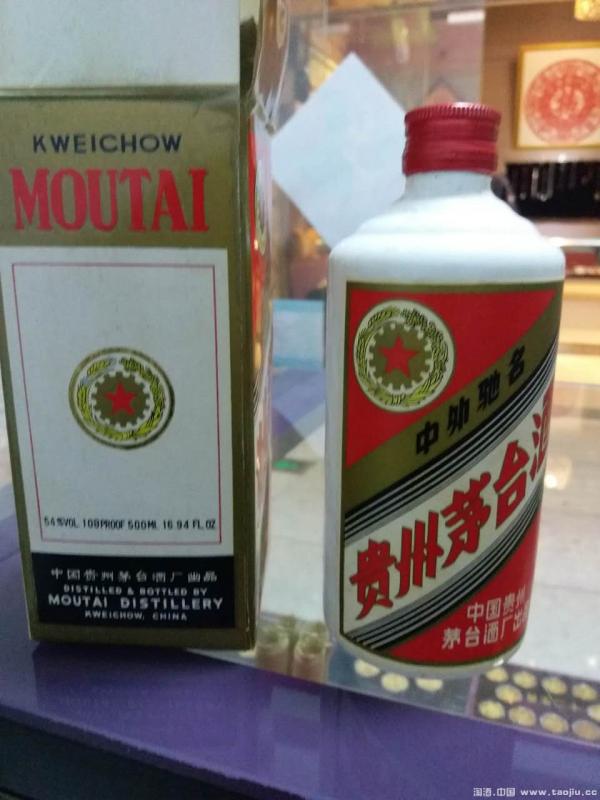 KWEICHOW
MOUTAI
54%VOL 108PROOF 500ML 16.94 FL.OZ
中国贵州茅台酒厂出品
DISTILLED & BOTTLED BY
MOUTAI DISTILLERY
KWEICHOW, CHINA
中外驰名
贵州茅台酒
中国贵州
茅台酒厂出
淘酒.中国 www.taojiu.cc